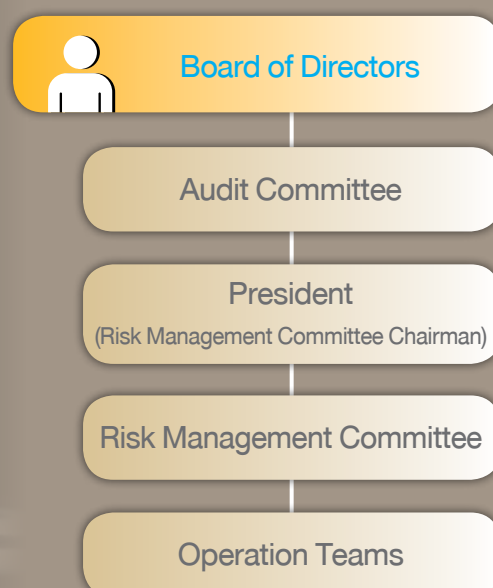 Board of Directors
Audit Committee
President
(Risk Management Committee Chairman)
Risk Management Committee
Operation Teams